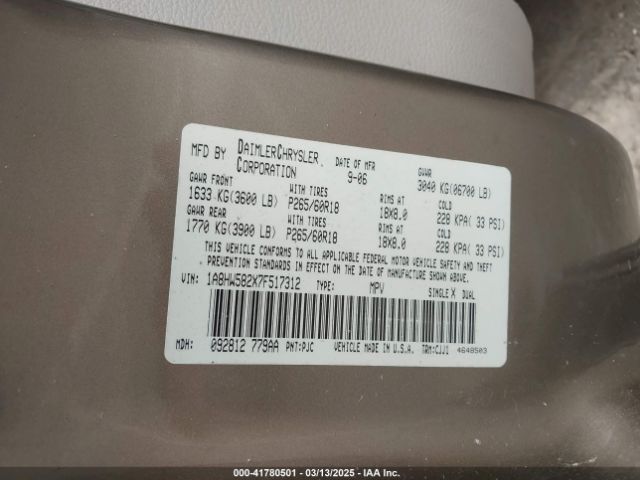 MFD BY DAIMLERCHRYSLER CORPORATION DATE OF MFR 9-06 GVWR 3040 KG(06700 LB)
GAWR FRONT WITH TIRES RIMS AT COLD
1633 KG(3600 LB) P265/60R18 18X8.0 228 KPA( 33 PSI)
GAWR REAR WITH TIRES RIMS AT COLD
1770 KG(3900 LB) P265/60R18 18X8.0 228 KPA( 33 PSI)
THIS VEHICLE CONFORMS TO ALL APPLICABLE FEDERAL MOTOR VEHICLE SAFETY AND THEFT
PREVENTION STANDARDS IN EFFECT ON THE DATE OF MANUFACTURE SHOWN ABOVE.
VIN: 1A8HW582X7F517312 TYPE: MPV SINGLE X DUAL
MDH: 092812 779AA PNT:PJC VEHICLE MADE IN U.S.A. TRM:CJJ1 4648503
000-41780501 | 03/13/2025 | IAA Inc.